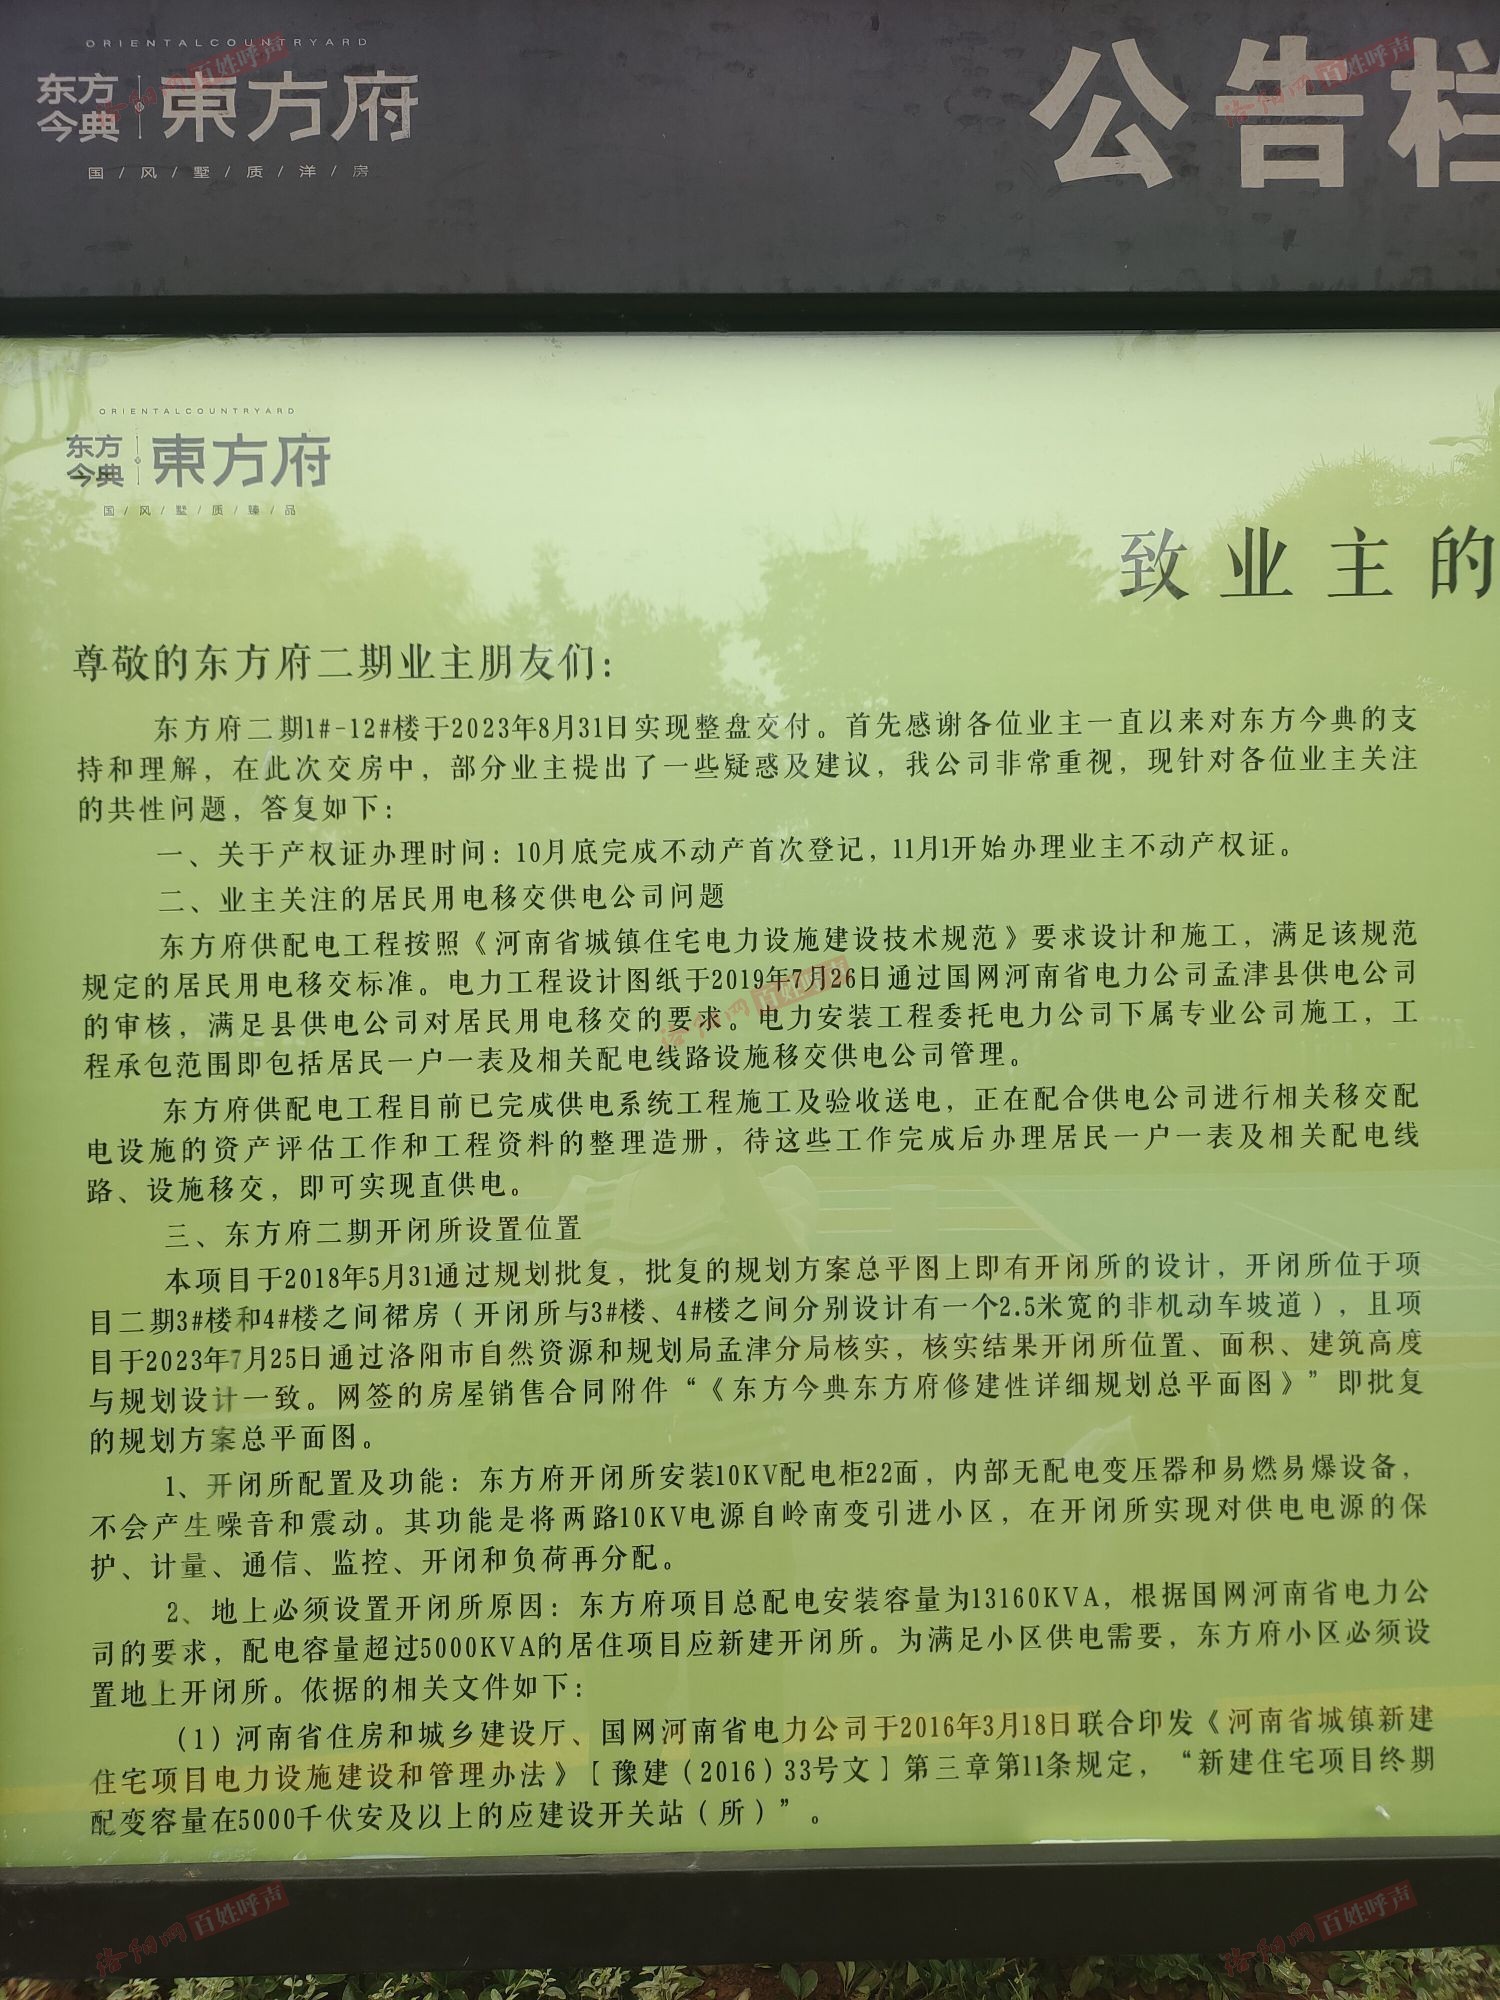 ORIENTALCOUNTRYARD
东方今典 東方府
国/风/墅/质/洋/房
公告栏
ORIENTALCOUNTRYARD
东方今典 東方府
国/风/墅/质/臻/品
致业主的
尊敬的东方府二期业主朋友们：
东方府二期1#-12#楼于2023年8月31日实现整盘交付。首先感谢各位业主一直以来对东方今典的支
持和理解，在此次交房中，部分业主提出了一些疑惑及建议，我公司非常重视，现针对各位业主关注
的共性问题，答复如下：
一、关于产权证办理时间：10月底完成不动产首次登记，11月1开始办理业主不动产权证。
二、业主关注的居民用电移交供电公司问题
东方府供配电工程按照《河南省城镇住宅电力设施建设技术规范》要求设计和施工，满足该规范
规定的居民用电移交标准。电力工程设计图纸于2019年7月26日通过国网河南省电力公司孟津县供电公司
的审核，满足县供电公司对居民用电移交的要求。电力安装工程委托电力公司下属专业公司施工，工
程承包范围即包括居民一户一表及相关配电线路设施移交供电公司管理。
东方府供配电工程目前已完成供电系统工程施工及验收送电，正在配合供电公司进行相关移交配
电设施的资产评估工作和工程资料的整理造册，待这些工作完成后办理居民一户一表及相关配电线
路、设施移交，即可实现直供电。
三、东方府二期开闭所设置位置
本项目于2018年5月31通过规划批复，批复的规划方案总平图上即有开闭所的设计，开闭所位于项
目二期3#楼和4#楼之间裙房（开闭所与3#楼、4#楼之间分别设计有一个2.5米宽的非机动车坡道），且项
目于2023年7月25日通过洛阳市自然资源和规划局孟津分局核实，核实结果开闭所位置、面积、建筑高度
与规划设计一致。网签的房屋销售合同附件“《东方今典东方府修建性详细规划总平面图》”即批复
的规划方案总平面图。
1、开闭所配置及功能：东方府开闭所安装10KV配电柜22面，内部无配电变压器和易燃易爆设备，
不会产生噪音和震动。其功能是将两路10KV电源自岭南变引进小区，在开闭所实现对供电电源的保
护、计量、通信、监控、开闭和负荷再分配。
2、地上必须设置开闭所原因：东方府项目总配电安装容量为13160KVA，根据国网河南省电力公
司的要求，配电容量超过5000KVA的居住项目应新建开闭所。为满足小区供电需要，东方府小区必须设
置地上开闭所。依据的相关文件如下：
（1）河南省住房和城乡建设厅、国网河南省电力公司于2016年3月18日联合印发《河南省城镇新建
住宅项目电力设施建设和管理办法》【豫建（2016）33号文】第三章第11条规定，“新建住宅项目终期
配变容量在5000千伏安及以上的应建设开关站（所）”。
洛阳网 百姓呼声
洛阳网 百姓呼声
洛阳网 百姓呼声
洛阳网 百姓呼声
洛阳网 百姓呼声